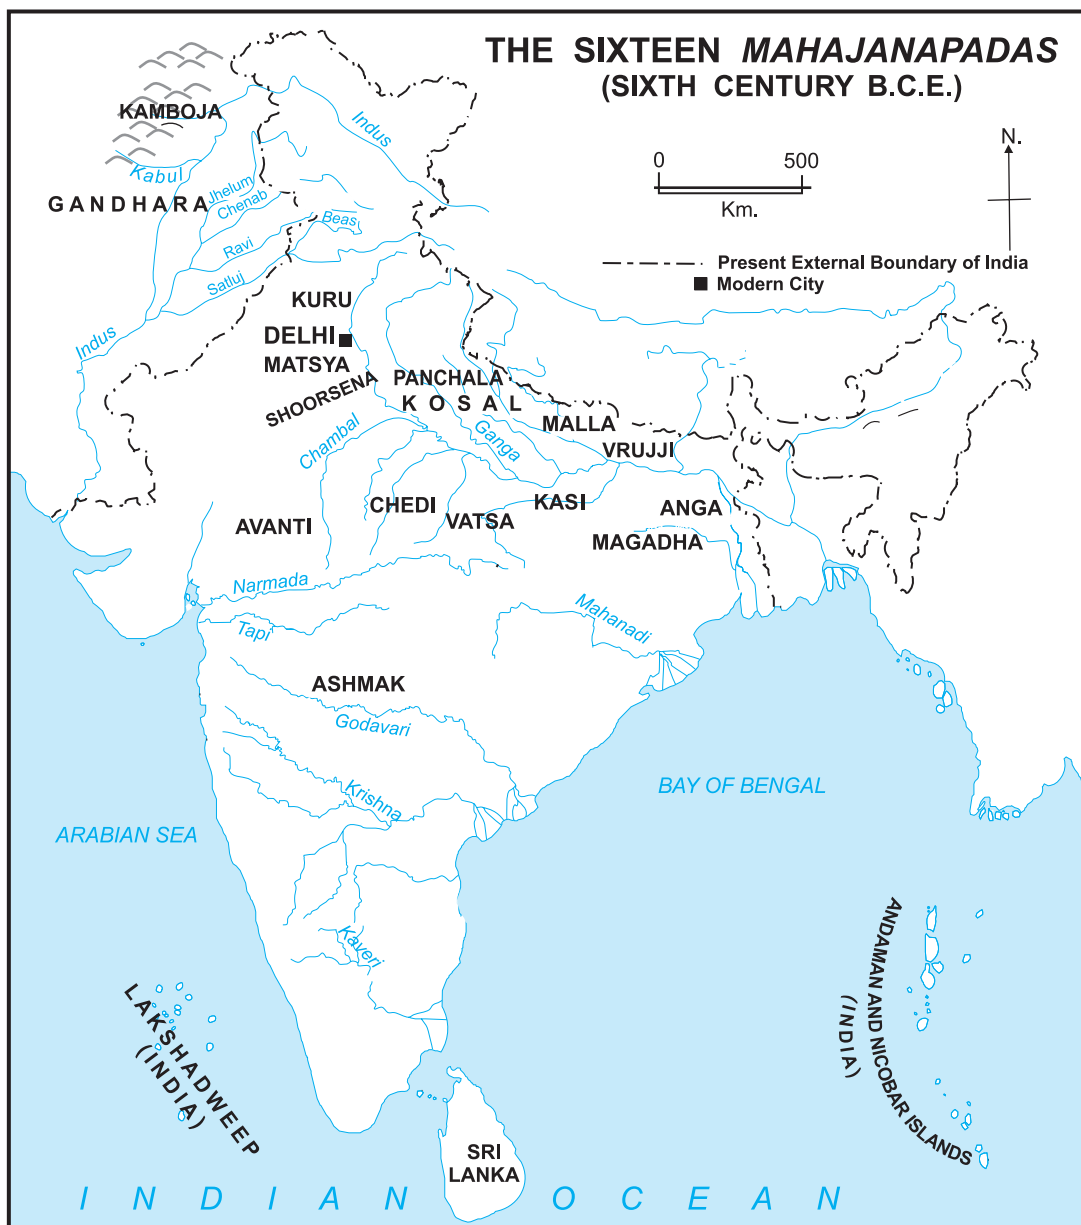 THE SIXTEEN MAHAJANAPADAS
(SIXTH CENTURY B.C.E.)
N.
0 500
Km.
Present External Boundary of India
Modern City
KAMBOJA
Indus
Kabul
GANDHARA
Jhelum
Chenab
Ravi
Beas
Satluj
Indus
KURU
DELHI
MATSYA
SHOORSENA
PANCHALA
KOSAL
MALLA
VRUJJI
Ganga
Chambal
CHEDI
VATSA
KASI
ANGA
AVANTI
MAGADHA
Narmada
Tapi
Mahanadi
ASHMAK
Godavari
Krishna
BAY OF BENGAL
ARABIAN SEA
Kaveri
LAKSHADWEEP
(INDIA)
ANDAMAN AND NICOBAR ISLANDS
(INDIA)
SRI
LANKA
INDIAN OCEAN